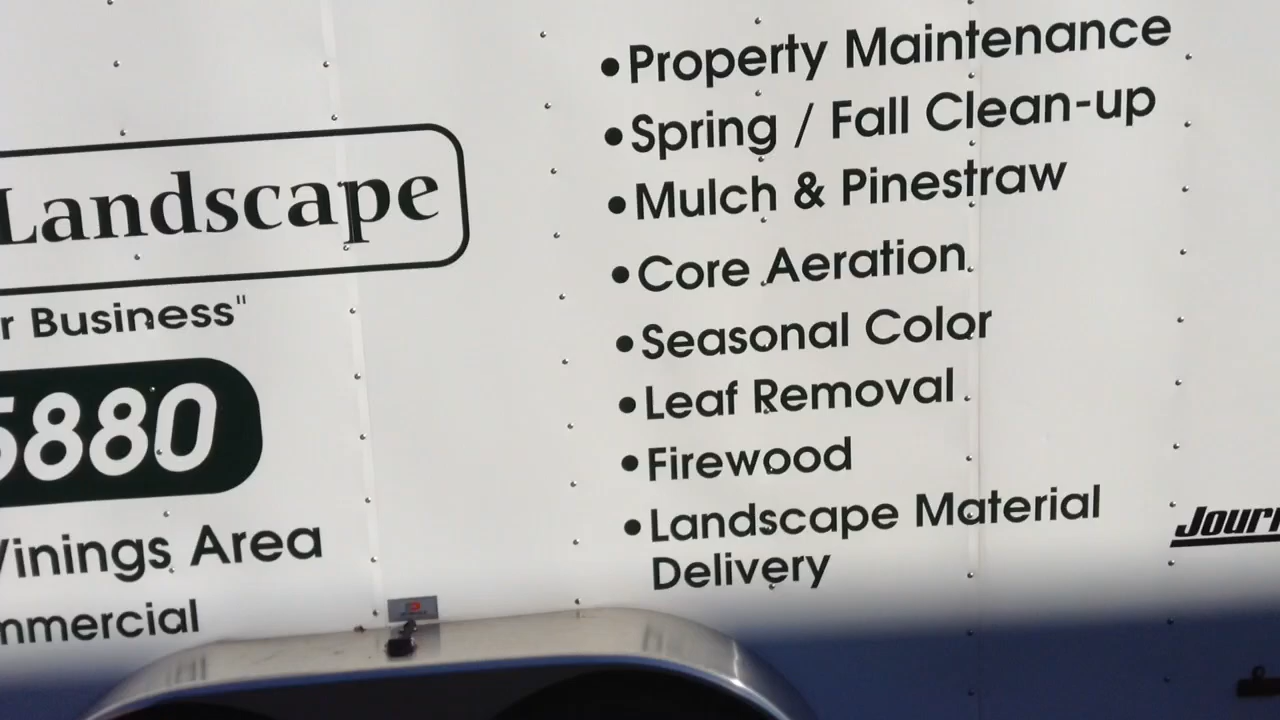 Landscape
r Business"
5880
Vinings Area
mmercial
•Property Maintenance
•Spring / Fall Clean-up
•Mulch & Pinestraw
•Core Aeration
•Seasonal Color
•Leaf Removal
•Firewood
•Landscape Material
Delivery
Journ